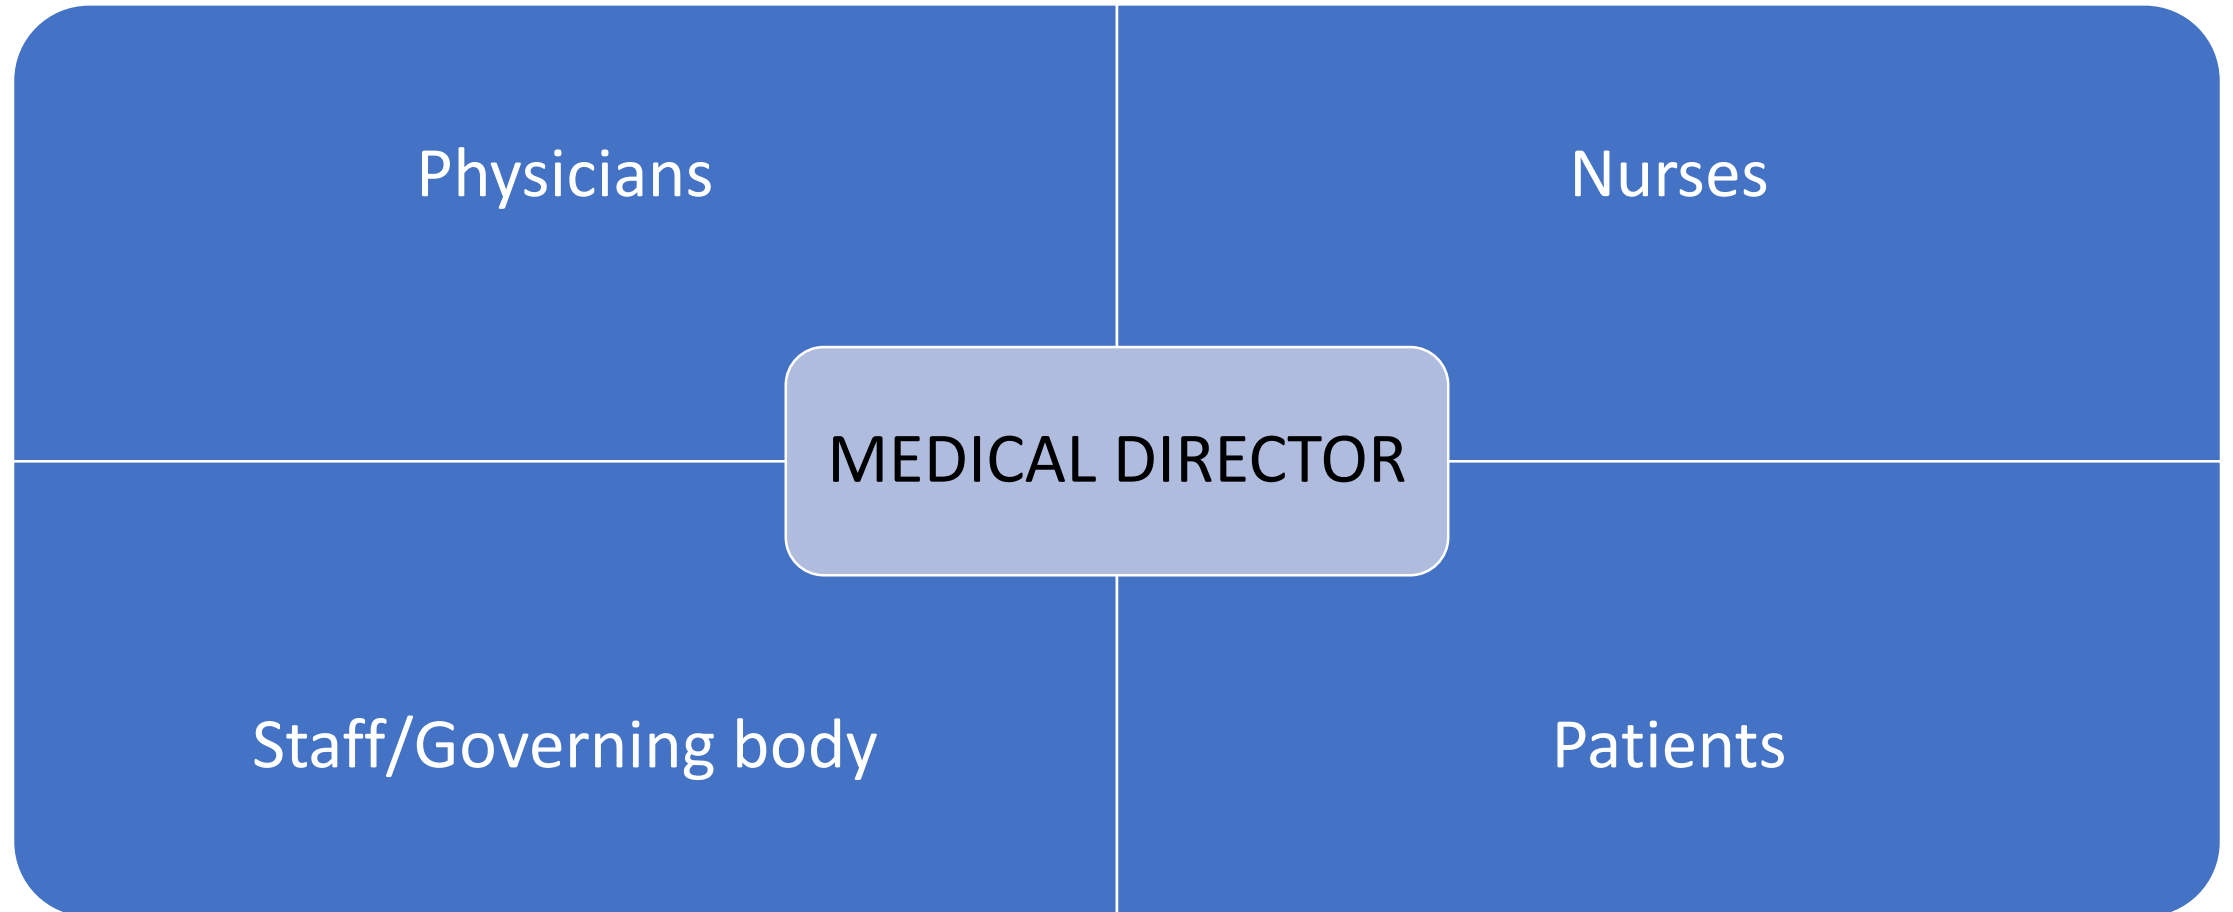 Physicians
Nurses
MEDICAL DIRECTOR
Staff/Governing body
Patients